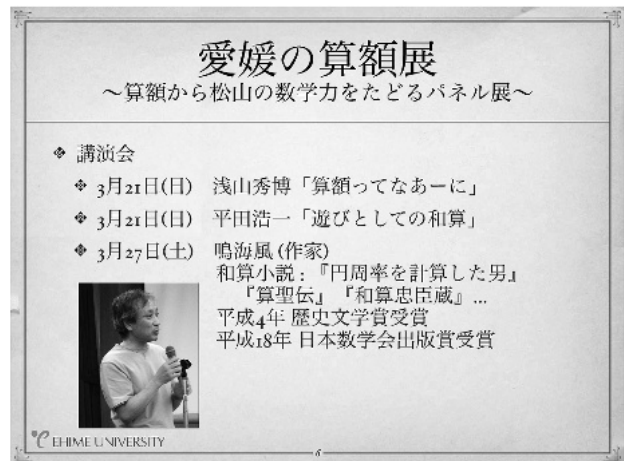 愛媛の算額展
～算額から松山の数学力をたどるパネル展～
❖ 講演会
❖ 3月21日(日) 浅山秀博「算額ってなあーに」
❖ 3月21日(日) 平田浩一「遊びとしての和算」
❖ 3月27日(土) 鳴海風(作家)
和算小説:『円周率を計算した男』
『算聖伝』『和算忠臣蔵』...
平成4年 歴史文学賞受賞
平成18年 日本数学会出版賞受賞
EHIME UNIVERSITY
6